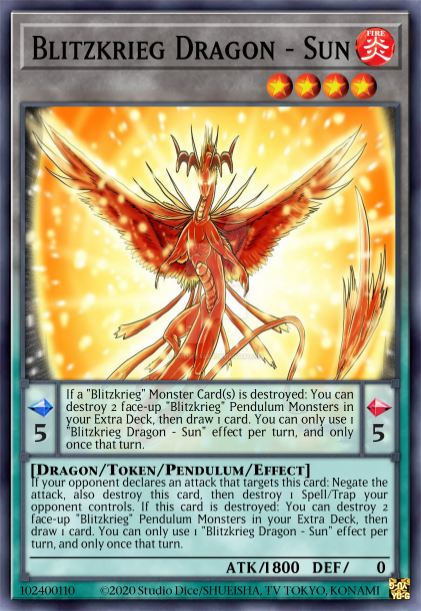 Blitzkrieg Dragon - Sun
FIRE
炎
If a "Blitzkrieg" Monster Card(s) is destroyed: You can
destroy 2 face-up "Blitzkrieg" Pendulum Monsters in
your Extra Deck, then draw 1 card. You can only use 1
"Blitzkrieg Dragon - Sun" effect per turn, and only
once that turn.
5
5
[Dragon/Token/Pendulum/Effect]
If your opponent declares an attack that targets this card: Negate the
attack, also destroy this card, then destroy 1 Spell/Trap your
opponent controls. If this card is destroyed: You can destroy 2
face-up "Blitzkrieg" Pendulum Monsters in your Extra Deck, then
draw 1 card. You can only use 1 "Blitzkrieg Dragon - Sun" effect per
turn, and only once that turn.
ATK/1800 DEF/ 0
102400110 ©2020 Studio Dice/SHUEISHA, TV TOKYO, KONAMI